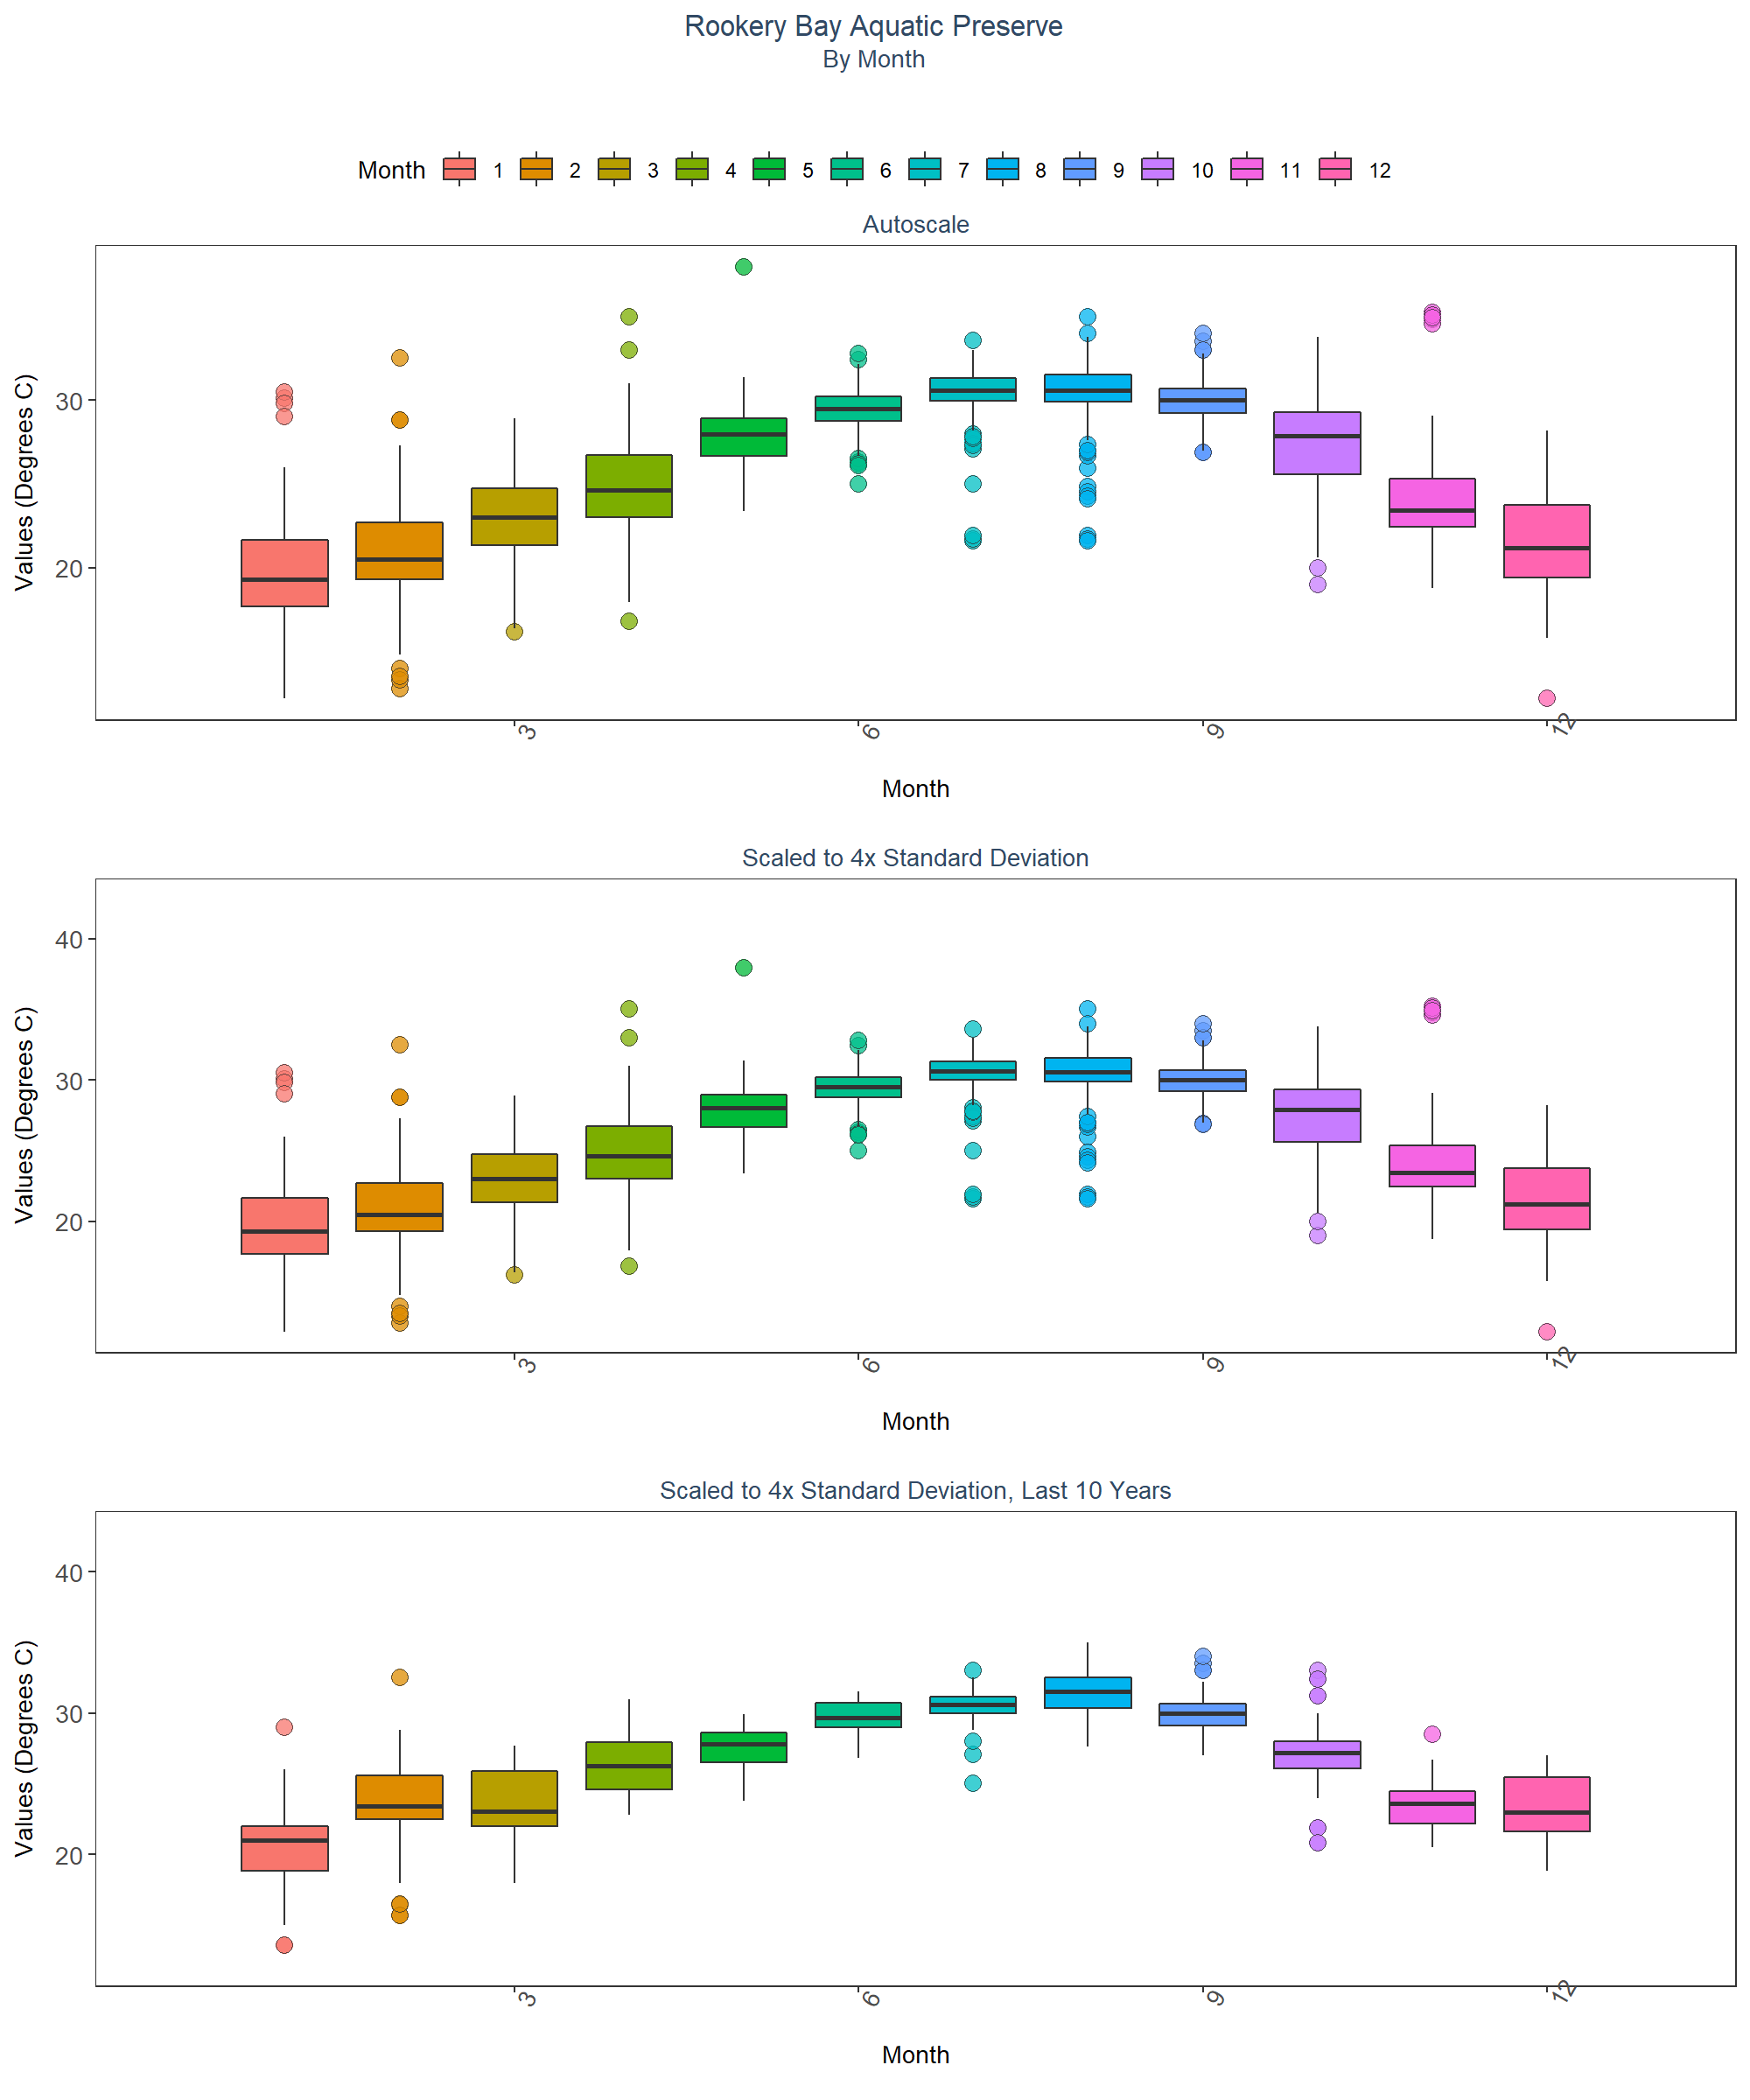 Rookery Bay Aquatic Preserve
By Month
Month 1 2 3 4 5 6 7 8 9 10 11 12
Autoscale
Values (Degrees C)
30
20
3 6 9 12
Month
Scaled to 4x Standard Deviation
Values (Degrees C)
40
30
20
3 6 9 12
Month
Scaled to 4x Standard Deviation, Last 10 Years
Values (Degrees C)
40
30
20
3 6 9 12
Month